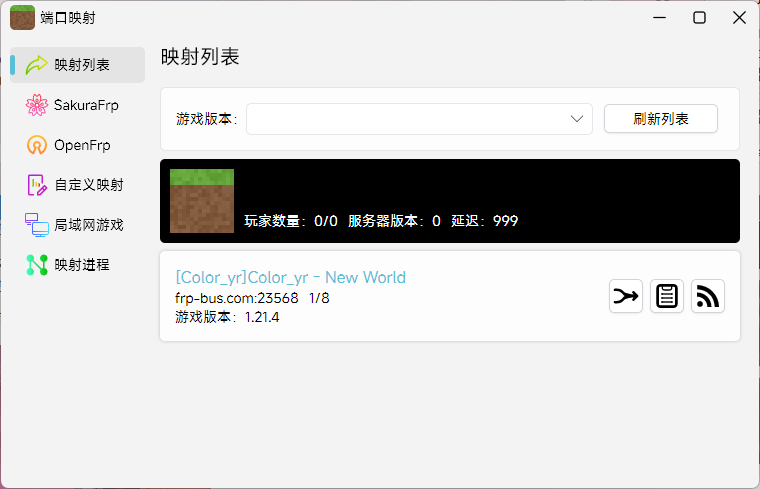 端口映射
映射列表
SakuraFrp
OpenFrp
自定义映射
局域网游戏
映射进程
映射列表
游戏版本：
刷新列表
玩家数量：0/0 服务器版本：0 延迟：999
[Color_yr]Color_yr - New World
frp-bus.com:23568 1/8
游戏版本：1.21.4